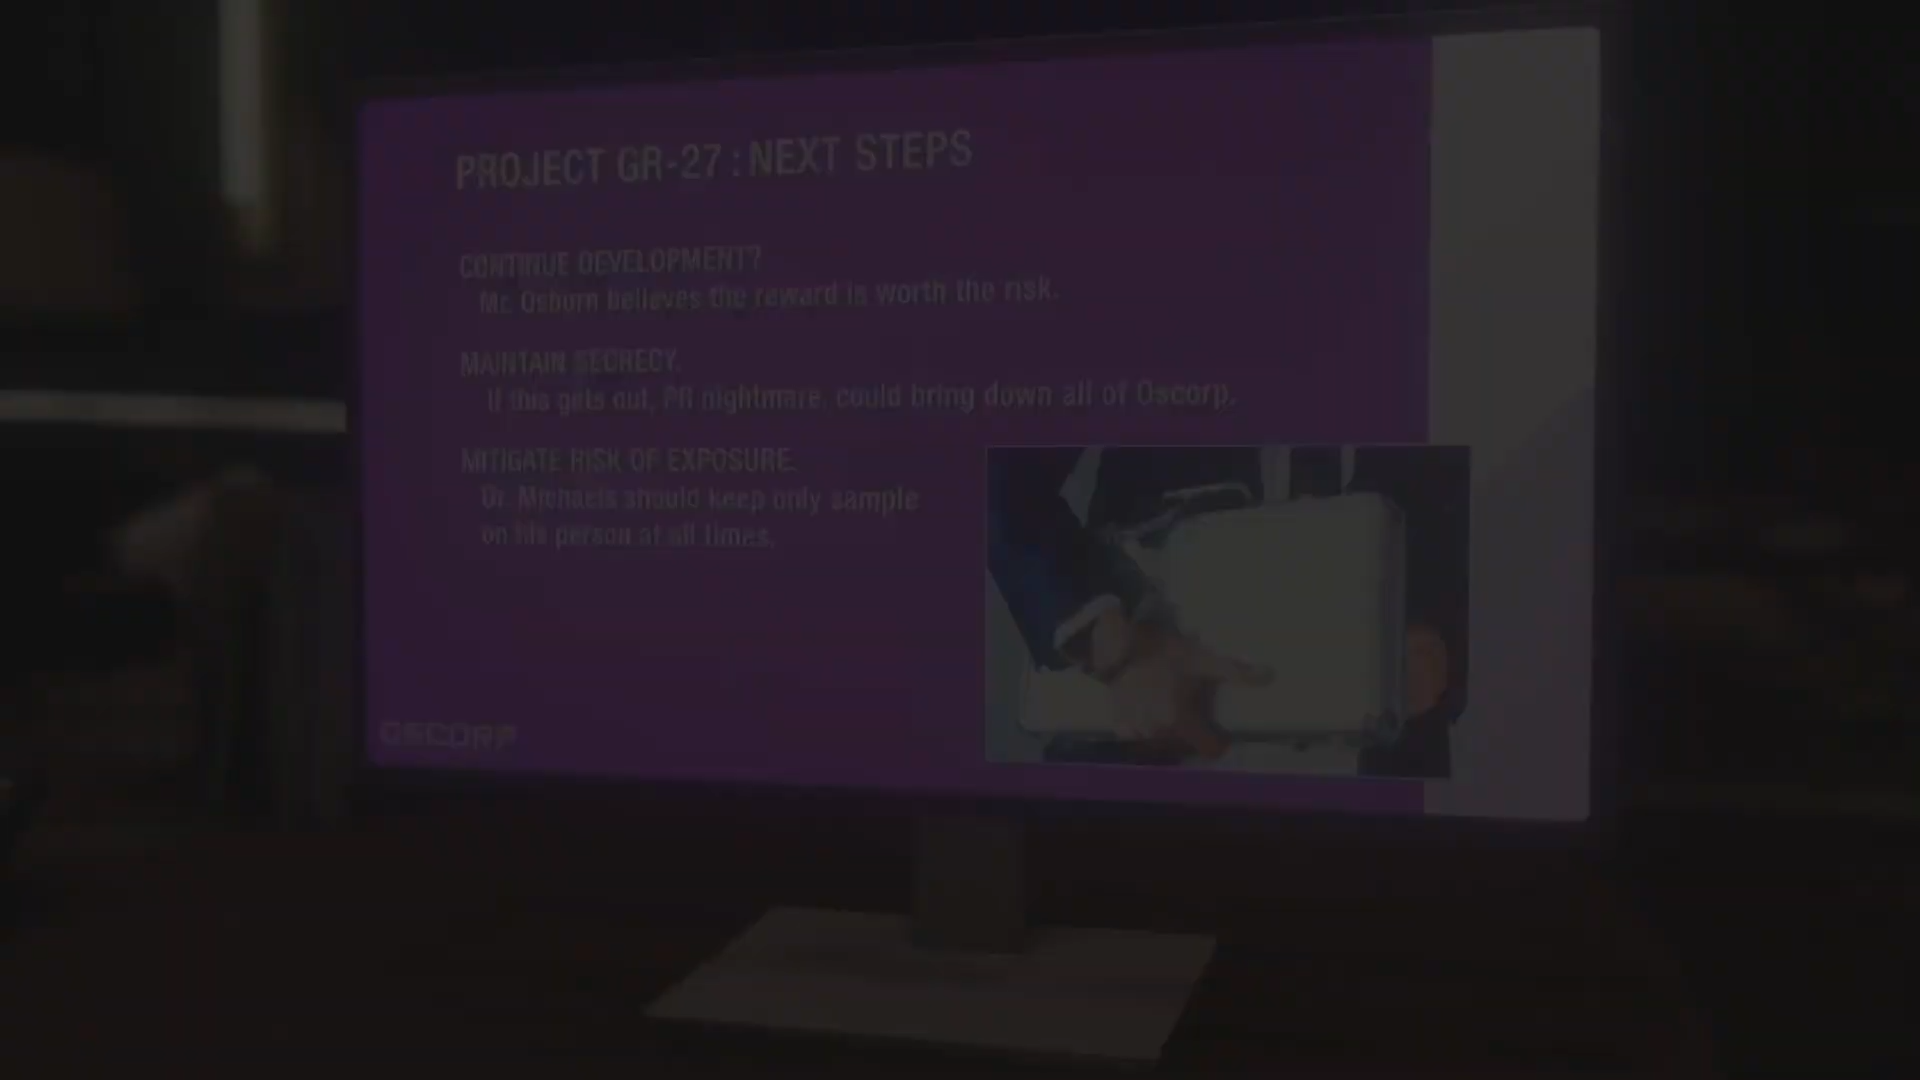 PROJECT GR-27 : NEXT STEPS
CONTINUE DEVELOPMENT?
Mr. Osborn believes the reward is worth the risk.
MAINTAIN SECRECY.
If this gets out, PR nightmare, could bring down all of Oscorp.
MITIGATE RISK OF EXPOSURE.
Dr. Michaels should keep only sample
on his person at all times.
OSCORP